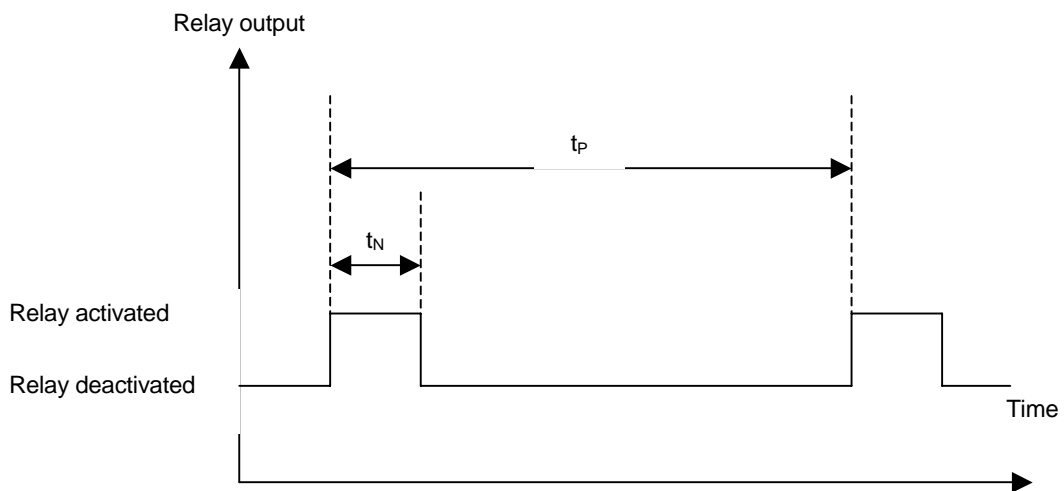 Relay output
tP
tN
Relay activated
Relay deactivated
Time